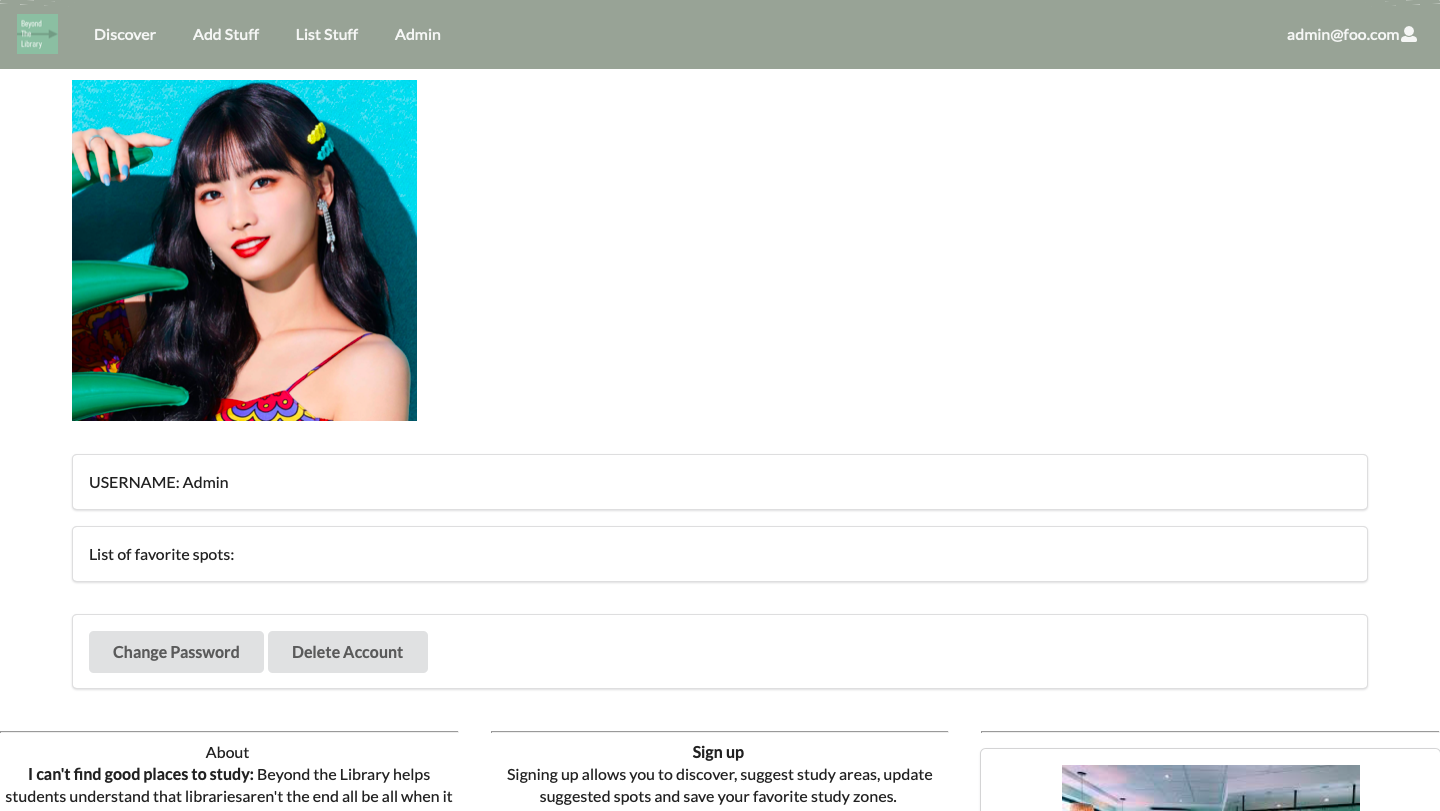 Beyond
The
Library
Discover Add Stuff List Stuff Admin admin@foo.com
USERNAME: Admin
List of favorite spots:
Change Password Delete Account
About
I can't find good places to study: Beyond the Library helps
students understand that librariesaren't the end all be all when it
Sign up
Signing up allows you to discover, suggest study areas, update
suggested spots and save your favorite study zones.